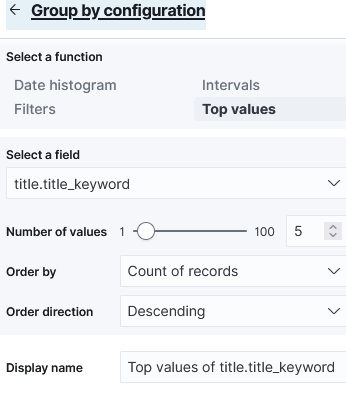 ← Group by configuration
Select a function
Date histogram Intervals
Filters Top values
Select a field
title.title_keyword
Number of values 1 100 5
Order by Count of records
Order direction Descending
Display name Top values of title.title_keyword